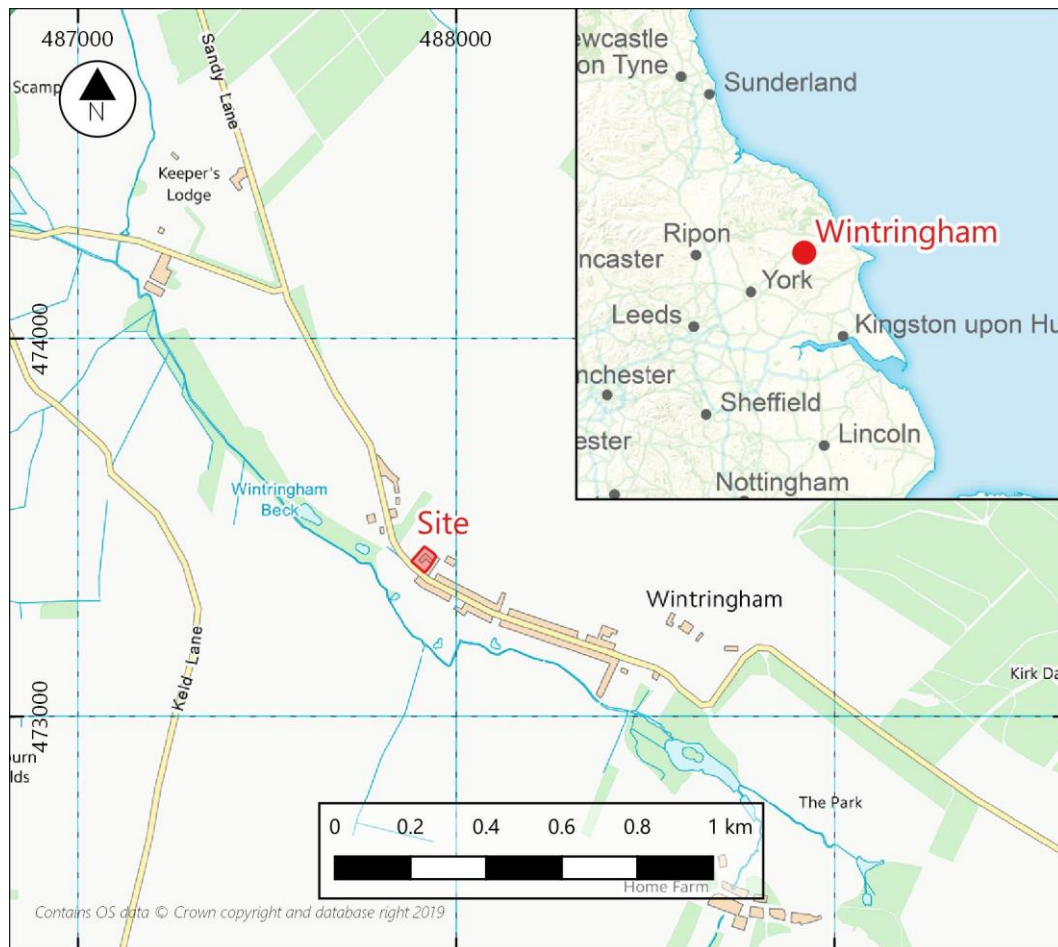 487000
488000
Sandy Lane
Scamp
N
Keeper's
Lodge
474000
Wintringham
Beck
Site
Wintringham
Keld Lane
473000
Kirk Da
ourn
lds
The Park
0 0.2 0.4 0.6 0.8 1 km
Home Farm
Contains OS data © Crown copyright and database right 2019
ewcastle
on Tyne
Sunderland
Wintringham
Ripon
ncaster
York
Leeds
Kingston upon Hu
nchester
Sheffield
ester
Lincoln
Nottingham